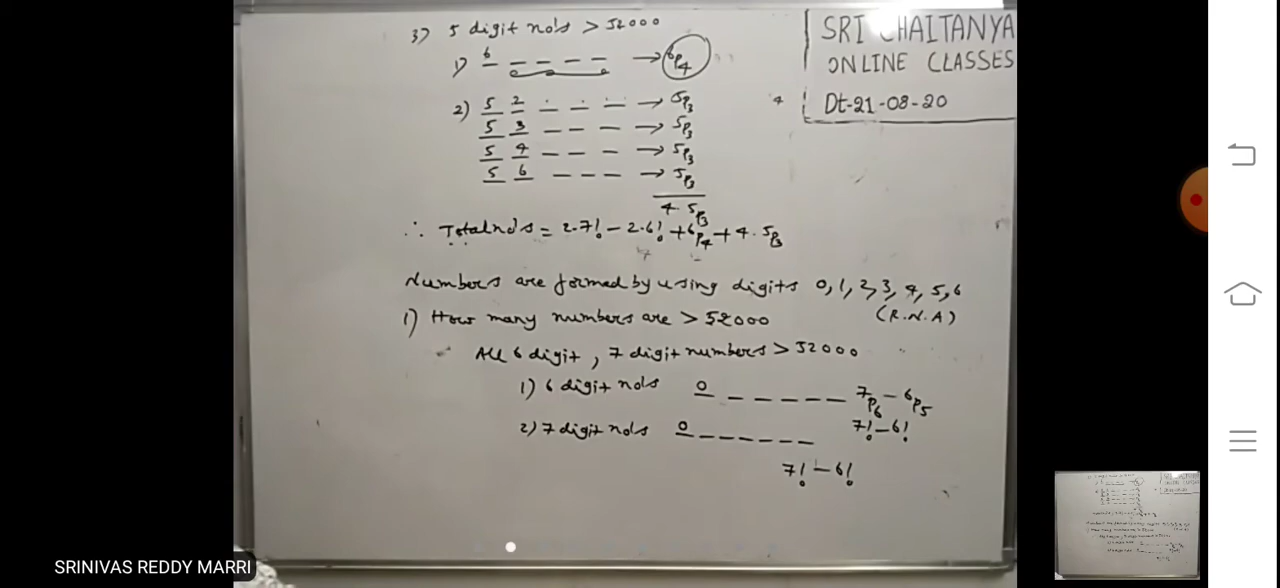 3) 5 digit no's > 52000
1) 6 _ _ _ _ → 6P4
2) 5 2 _ _ _ → 5P3
5 3 _ _ _ → 5P3
5 4 _ _ _ → 5P3
5 6 _ _ _ → 5P3
4. 5P3
∴ Total no's = 2.7! - 2.6! + 6P4 + 4. 5P3
SRI CHAITANYA
ONLINE CLASSES
Dt-21-08-20
Numbers are formed by using digits 0, 1, 2, 3, 4, 5, 6
(R.N.A)
1) How many numbers are > 52000
All 6 digit, 7 digit numbers > 52000
1) 6 digit no's 0 _ _ _ _ _ 7P6 - 6P5
7! - 6!
2) 7 digit no's 0 _ _ _ _ _ _
7! - 6!
SRINIVAS REDDY MARRI